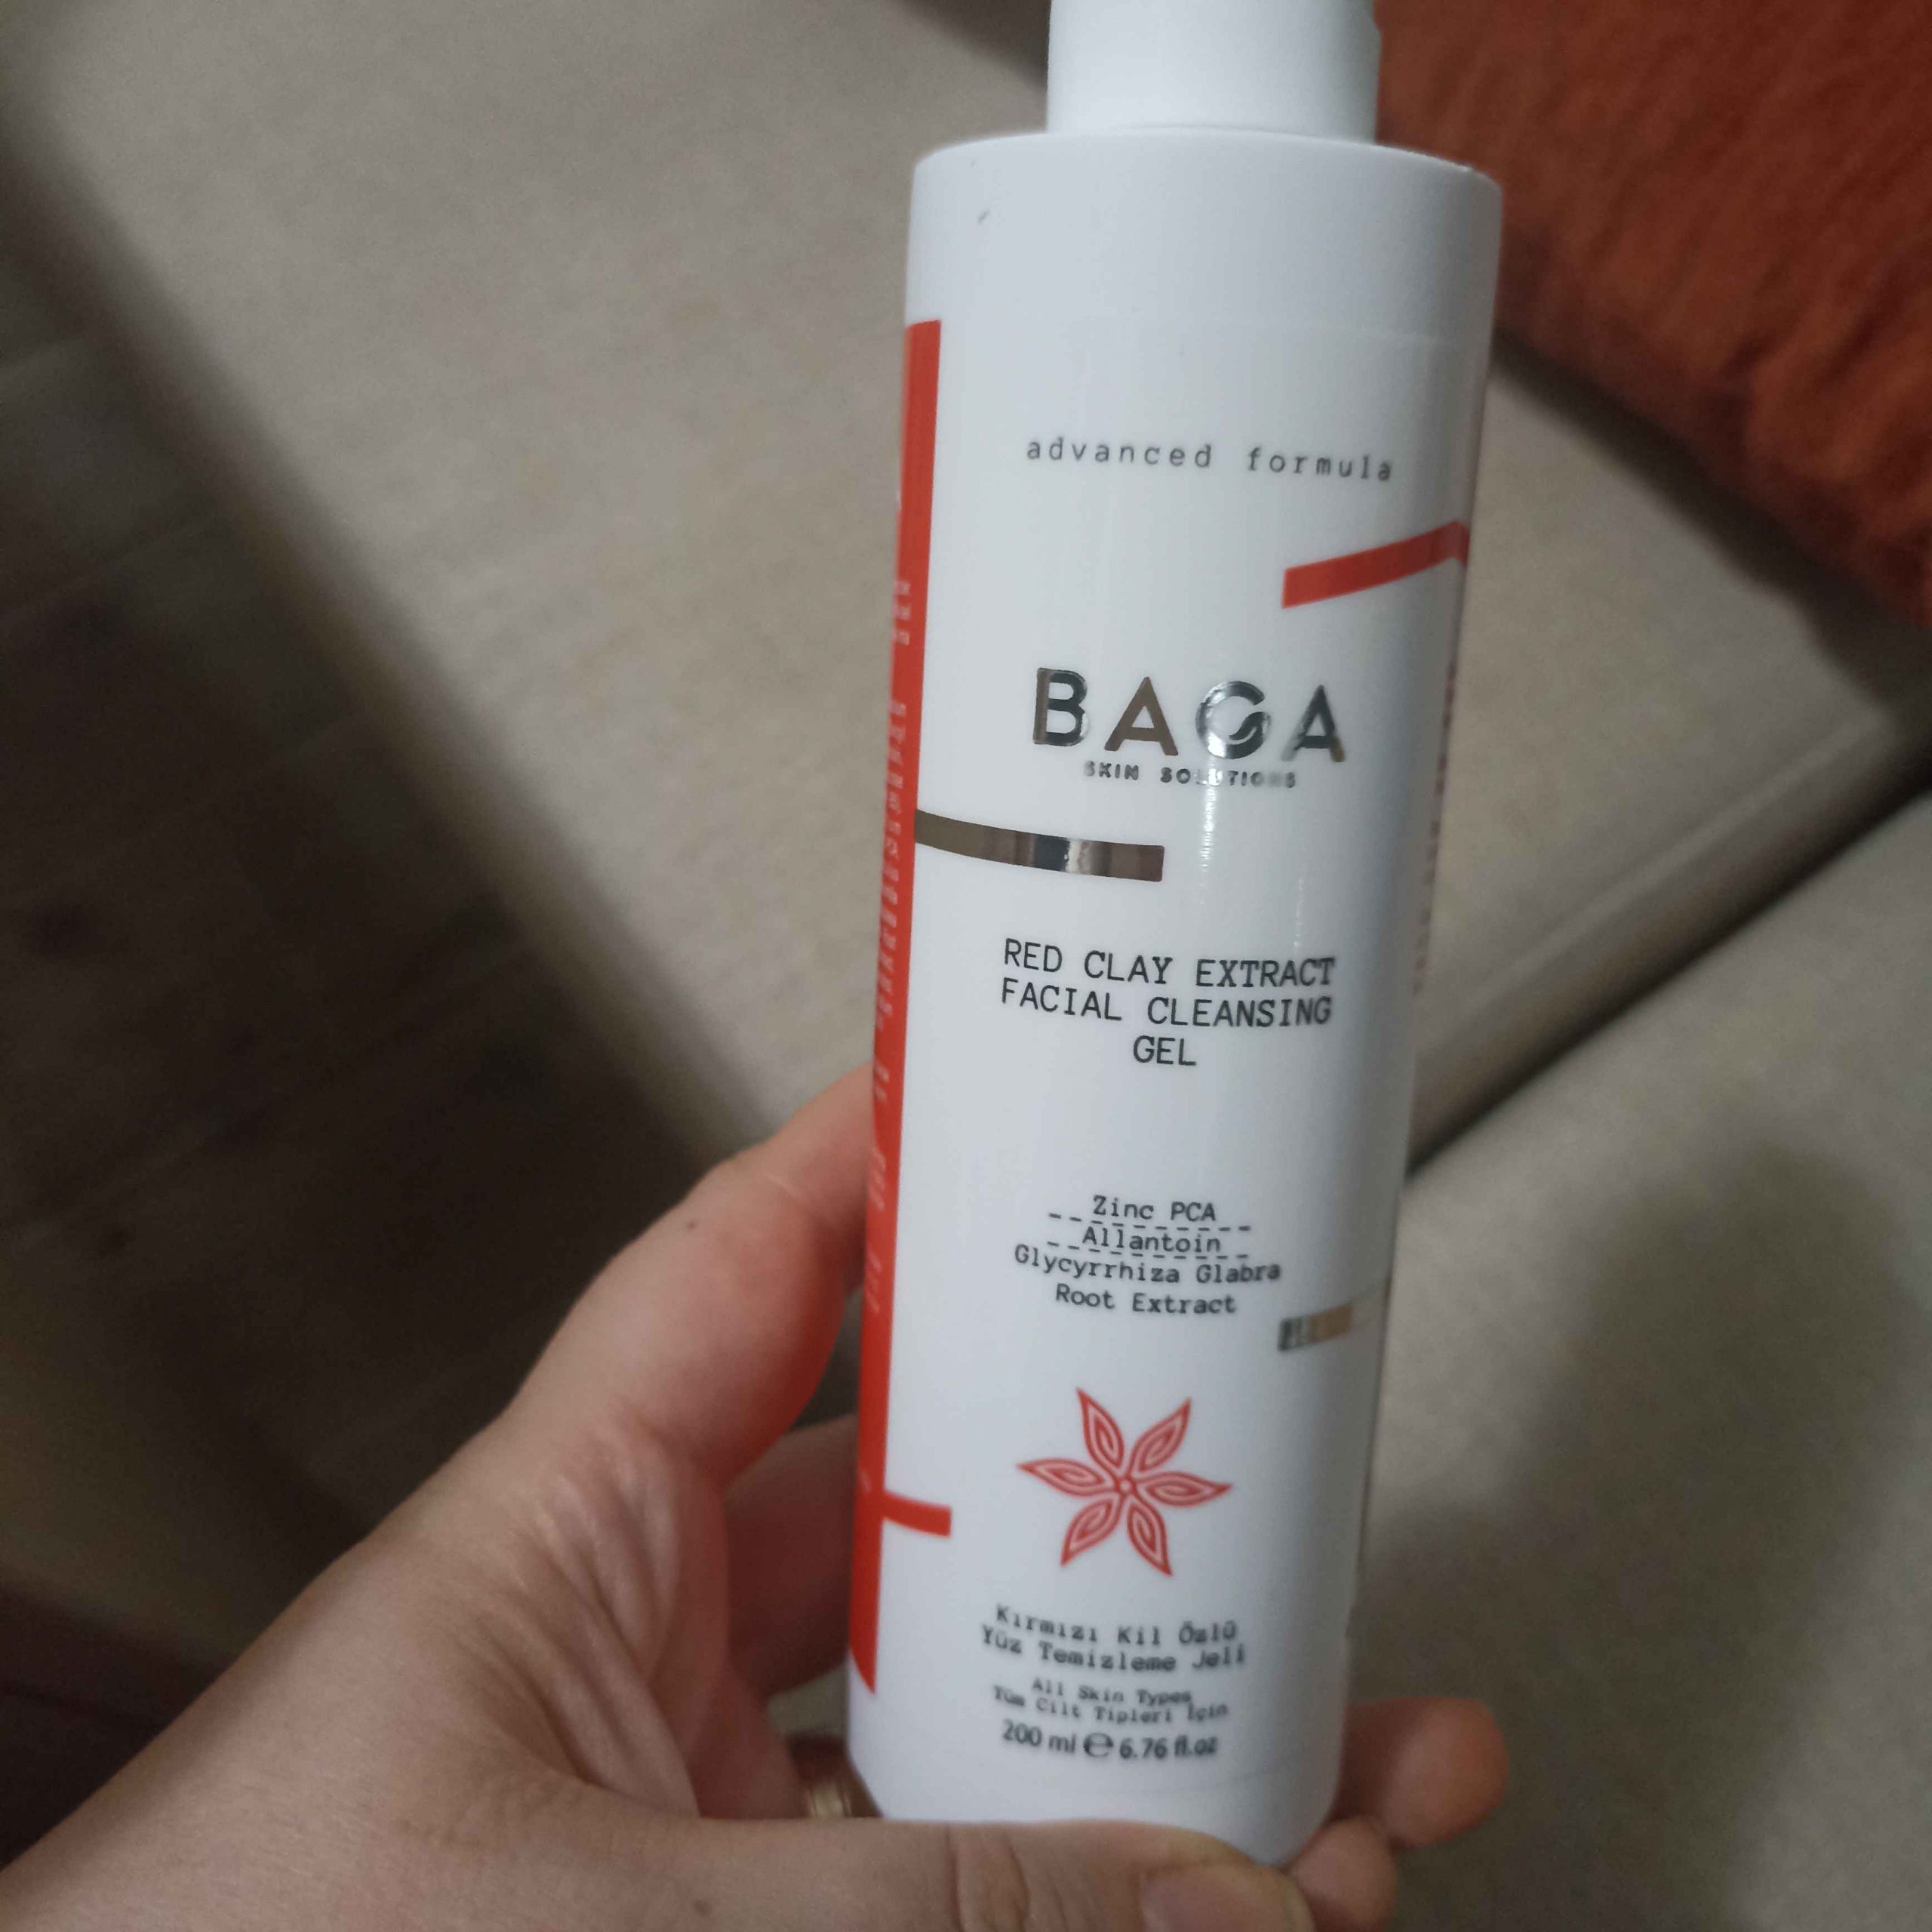 advanced formula
BAGA
SKIN SOLUTIONS
RED CLAY EXTRACT
FACIAL CLEANSING
GEL
Zinc PCA
Allantoin
Glycyrrhiza Glabra
Root Extract
Kırmızı Kil Özlü
Yüz Temizleme Jeli
All Skin Types
Tüm Cilt Tipleri İçin
200 ml ℮ 6.76 fl.oz